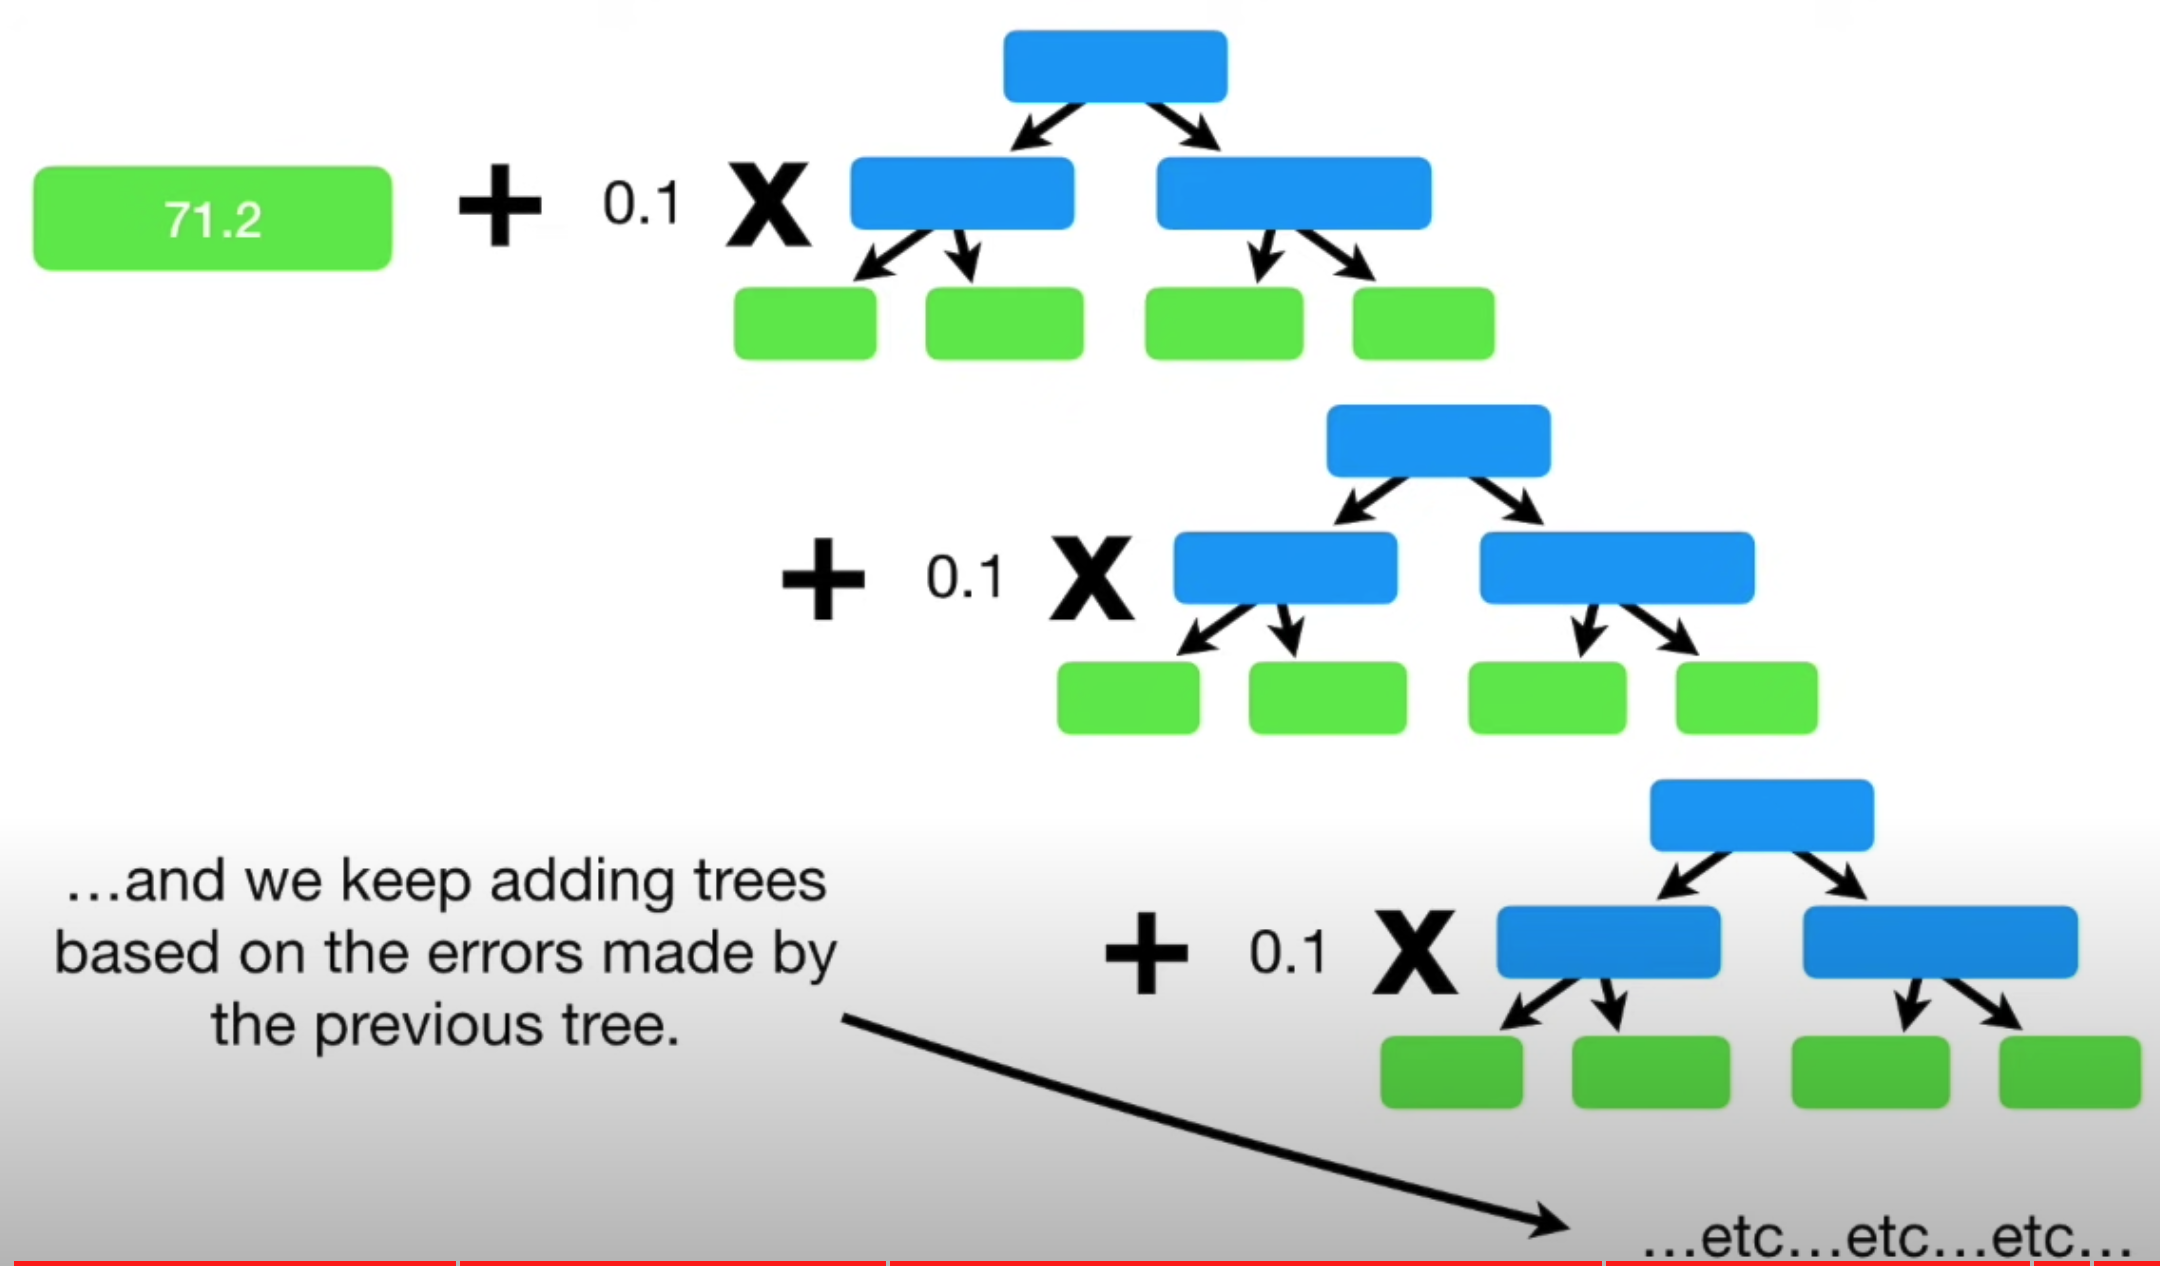 71.2 + 0.1 X
+ 0.1 X
+ 0.1 X
...and we keep adding trees
based on the errors made by
the previous tree.
...etc...etc...etc...